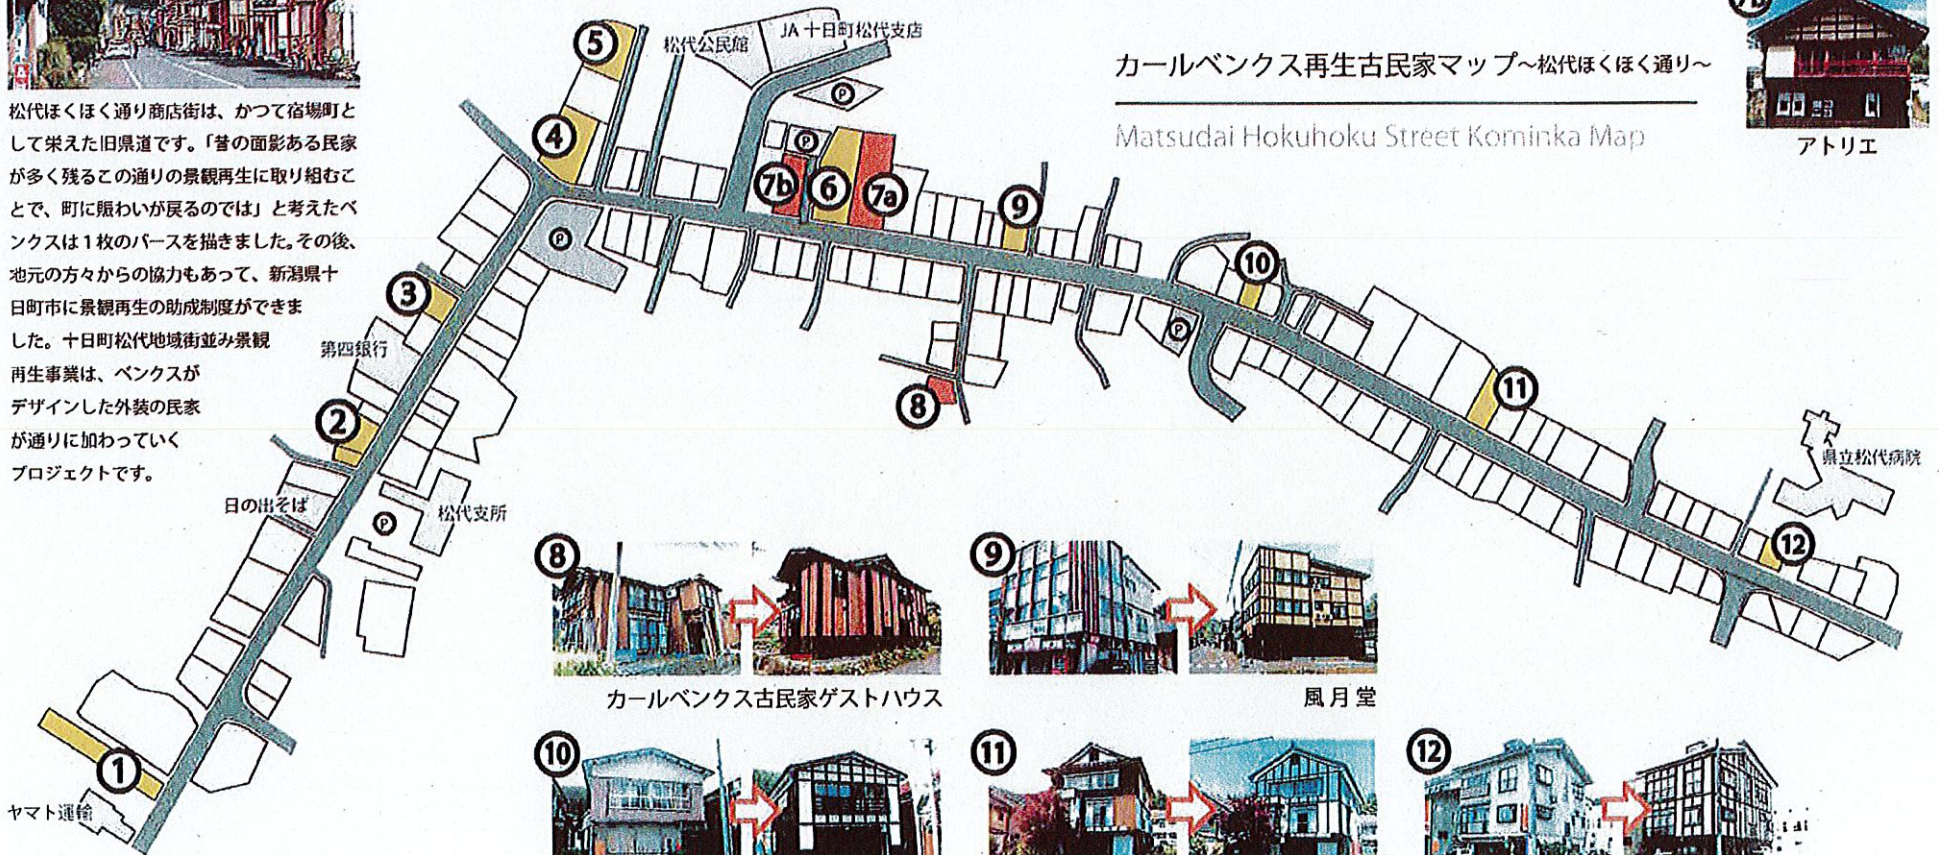 松代ほくほく通り商店街は、かつて宿場町と
して栄えた旧県道です。「昔の面影ある民家
が多く残るこの通りの景観再生に取り組むこ
とで、町に賑わいが戻るのでは」と考えたベ
ンクスは1枚のパースを描きました。その後、
地元の方々からの協力もあって、新潟県十
日町市に景観再生の助成制度ができま
した。十日町松代地域街並み景観
再生事業は、ベンクスが
デザインした外装の民家
が通りに加わっていく
プロジェクトです。
カールベンクス再生古民家マップ~松代ほくほく通り~
Matsudai Hokuhoku Street Kominka Map
7b
アトリエ
5
松代公民館
JA 十日町松代支店
P
4
P
7b
6
7a
9
P
10
3
第四銀行
P
8
11
2
県立松代病院
日の出そば
P
松代支所
12
1
ヤマト運輸
8
カールベンクス古民家ゲストハウス
9
風月堂
10
11
12